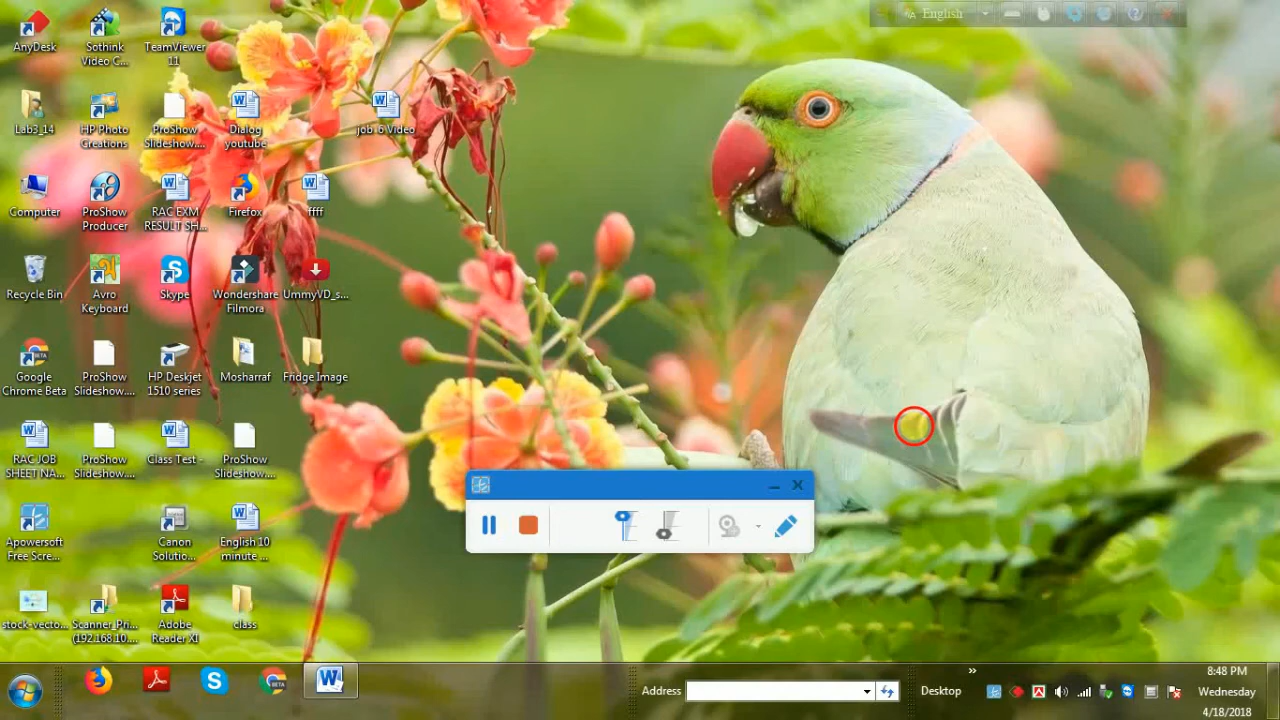 English
AnyDesk
Sothink
Video C...
TeamViewer
11
Lab3_14
HP Photo
Creations
ProShow
Slideshow....
Dialog
youtube
job -6 Video
Computer
ProShow
Producer
RAC EXM
RESULT SH...
Firefox
ffff
Recycle Bin
Avro
Keyboard
Skype
Wondershare
Filmora
UmmyVD_s...
Google
Chrome Beta
ProShow
Slideshow....
HP Deskjet
1510 series
Mosharraf
Fridge Image
RAC JOB
SHEET NA...
ProShow
Slideshow....
Class Test -
ProShow
Slideshow....
Apowersoft
Free Scre...
Canon
Solutio...
English 10
minute ...
stock-vecto...
Scanner_Pri...
(192.168.10....
Adobe
Reader XI
class
Address
Desktop
8:48 PM
Wednesday
4/18/2018